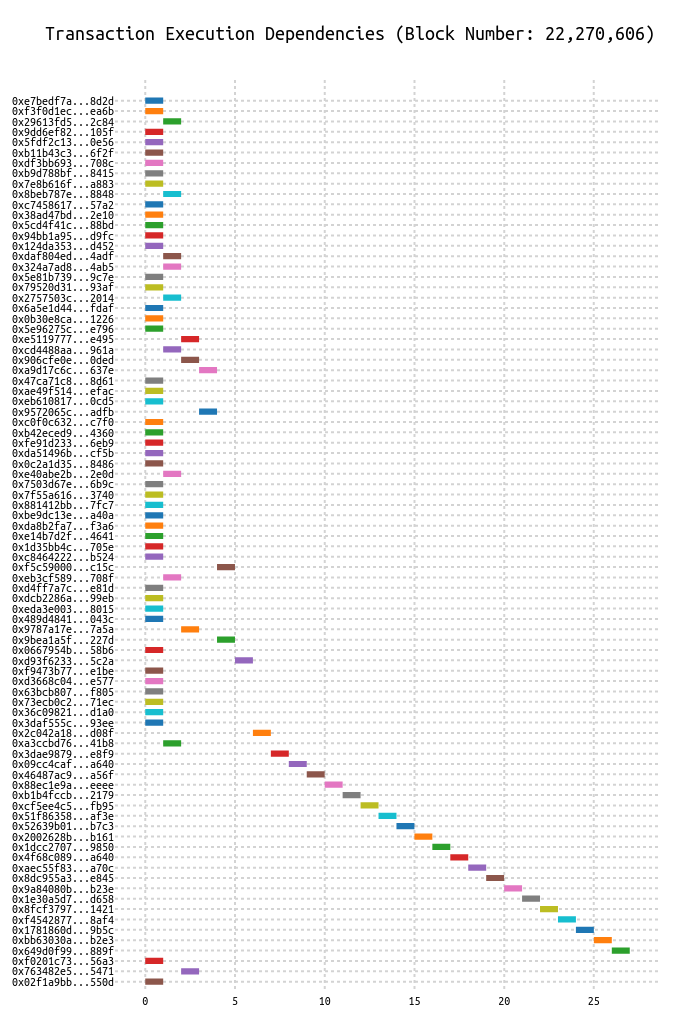 Transaction Execution Dependencies (Block Number: 22,270,606)
0xe7bedf7a...8d2d
0xf3f0d1ec...ea6b
0x29613fd5...2c84
0x9dd6ef82...105f
0x5fdf2c13...0e56
0xb11b43c3...6f2f
0xdf3bb693...708c
0xb9d788bf...8415
0x7e8b616f...a883
0x8beb787e...8848
0xc7458617...57a2
0x38ad47bd...2e10
0x5cd4f41c...88bd
0x94bb1a95...d9fc
0x124da353...d452
0xdaf804ed...4adf
0x324a7ad8...4ab5
0x5e81b739...9c7e
0x79520d31...93af
0x2757503c...2014
0x6a5e1d44...fdaf
0x0b30e8ca...1226
0x5e96275c...e796
0xe5119777...e495
0xcd4488aa...961a
0x906cfe0e...0ded
0xa9d17c6c...637e
0x47ca71c8...8d61
0xae49f514...efac
0xeb610817...0cd5
0x9572065c...adfb
0xc0f0c632...c7f0
0xb42eced9...4360
0xfe91d233...6eb9
0xda51496b...cf5b
0x0c2a1d35...8486
0xe40abe2b...2e0d
0x7503d67e...6b9c
0x7f55a616...3740
0x881412bb...7fc7
0xbe9dc13e...a40a
0xda8b2fa7...f3a6
0xe14b7d2f...4641
0x1d35bb4c...705e
0xc8464222...b524
0xf5c59000...c15c
0xeb3cf589...708f
0xd4ff7a7c...e81d
0xdcb2286a...99eb
0xeda3e003...8015
0x489d4841...043c
0x9787a17e...7a5a
0x9bea1a5f...227d
0x0667954b...58b6
0xd93f6233...5c2a
0xf9473b77...e1be
0xd3668c04...e577
0x63bcb807...f805
0x73ecb0c2...71ec
0x36c09821...d1a0
0x3daf555c...93ee
0x2c042a18...d08f
0xa3ccbd76...41b8
0x3dae9879...e8f9
0x09cc4caf...a640
0x46487ac9...a56f
0x88ec1e9a...eeee
0xb1b4fccb...2179
0xcf5ee4c5...fb95
0x51f86358...af3e
0x52639b01...b7c3
0x2002628b...b161
0x1dcc2707...9850
0x4f68c089...a640
0xaec55f83...a70c
0x8dc955a3...e845
0x9a84080b...b23e
0x1e30a5d7...d658
0x8fcf3797...1421
0xf4542877...8af4
0x1781860d...9b5c
0xbb63030a...b2e3
0x649d0f99...889f
0xf0201c73...56a3
0x763482e5...5471
0x02f1a9bb...550d
0 5 10 15 20 25